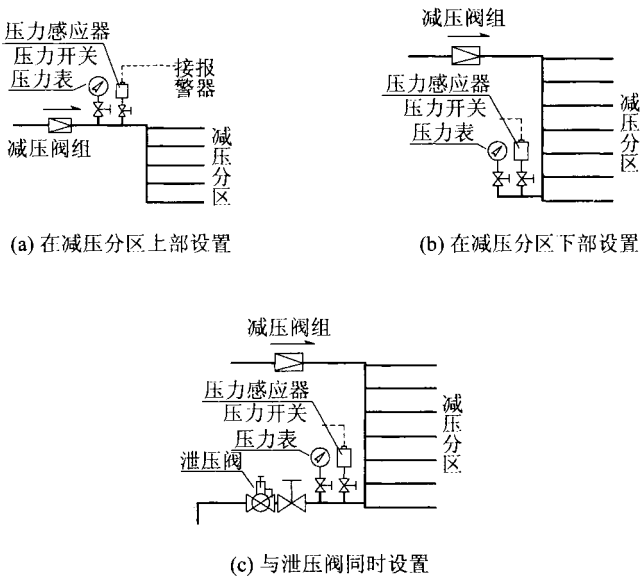 压力感应器
压力开关
压力表
接报
警器
减压阀组
减压分区
(a) 在减压分区上部设置
减压阀组
压力感应器
压力开关
压力表
减压分区
(b) 在减压分区下部设置
减压阀组
压力感应器
压力开关
压力表
泄压阀
减压分区
(c) 与泄压阀同时设置